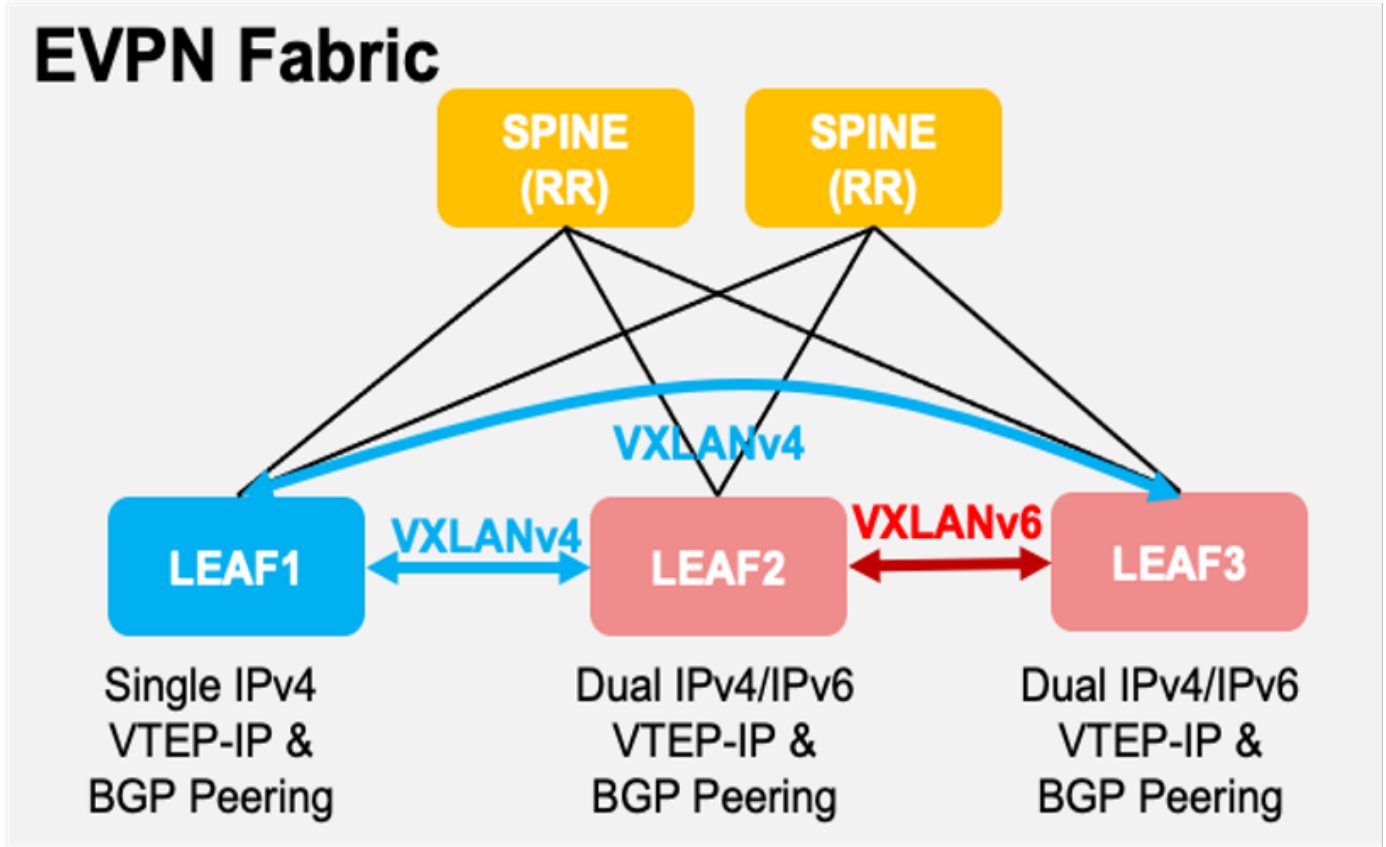 EVPN Fabric
SPINE
(RR)
SPINE
(RR)
VXLANv4
VXLANv4
VXLANv6
LEAF1
LEAF2
LEAF3
Single IPv4
VTEP-IP &
BGP Peering
Dual IPv4/IPv6
VTEP-IP &
BGP Peering
Dual IPv4/IPv6
VTEP-IP &
BGP Peering